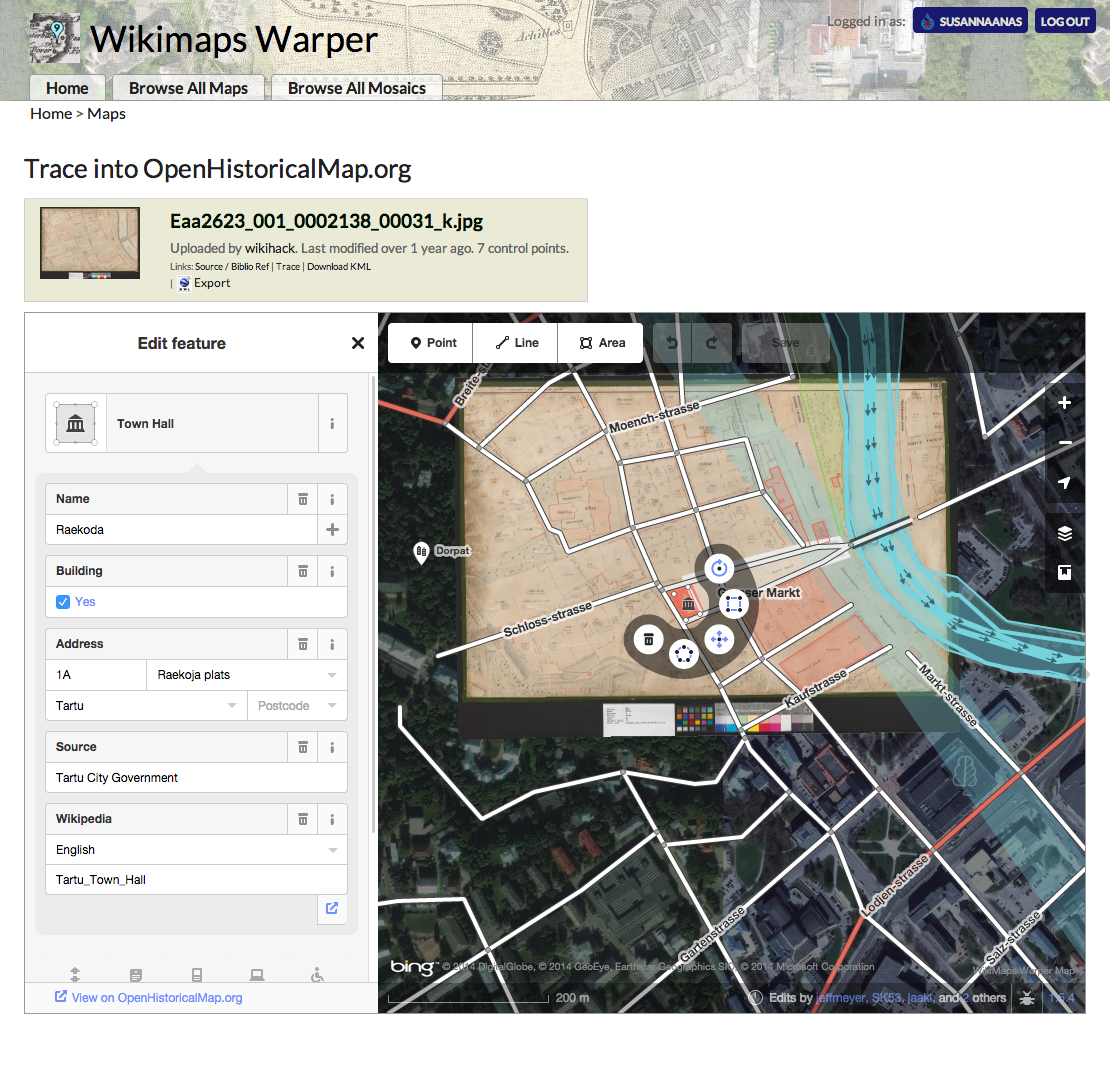 Logged in as: SUSANNAANAS LOG OUT
Achilles
Wikimaps Warper
Home Browse All Maps Browse All Mosaics
Home > Maps
Trace into OpenHistoricalMap.org
Eaa2623_001_0002138_00031_k.jpg
Uploaded by wikihack. Last modified over 1 year ago. 7 control points.
Links: Source / Biblio Ref | Trace | Download KML
| Export
Edit feature
Town Hall
Name
Raekoda
Building
Yes
Address
1A Raekoja plats
Tartu Postcode
Source
Tartu City Government
Wikipedia
English
Tartu_Town_Hall
View on OpenHistoricalMap.org
Point Line Area Save
Breite-st
Moench-strasse
Dorpat
G ser Markt
Schloss-strasse
Kaufstrasse
Markt-strasse
Lodjen-strasse
Gartenstrasse
Salz-strasse
bing © 2014 DigitalGlobe, © 2014 GeoEye, Earthstar Geographics SIO, © 2014 Microsoft Corporation
WikiMaps Warper Map
200 m
Edits by jeffmeyer, SK53, jaakl, and 2 others 1.5.4